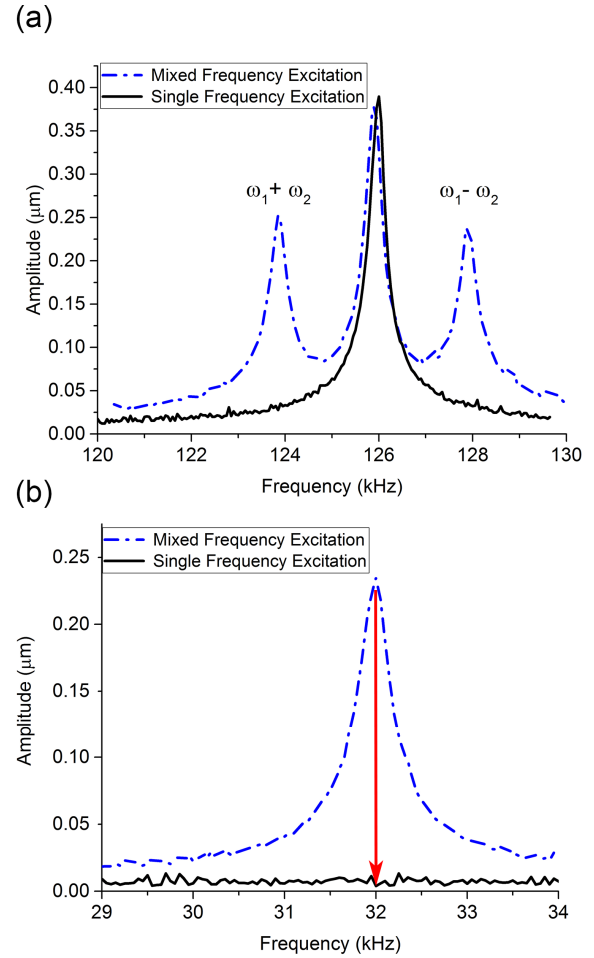 (a)
Mixed Frequency Excitation
Single Frequency Excitation
0.40
0.35
0.30
0.25
0.20
0.15
0.10
0.05
0.00
ω₁+ ω₂
ω₁- ω₂
Amplitude (μm)
120 122 124 126 128 130
Frequency (kHz)
(b)
Mixed Frequency Excitation
Single Frequency Excitation
0.25
0.20
0.15
0.10
0.05
0.00
Amplitude (μm)
29 30 31 32 33 34
Frequency (kHz)